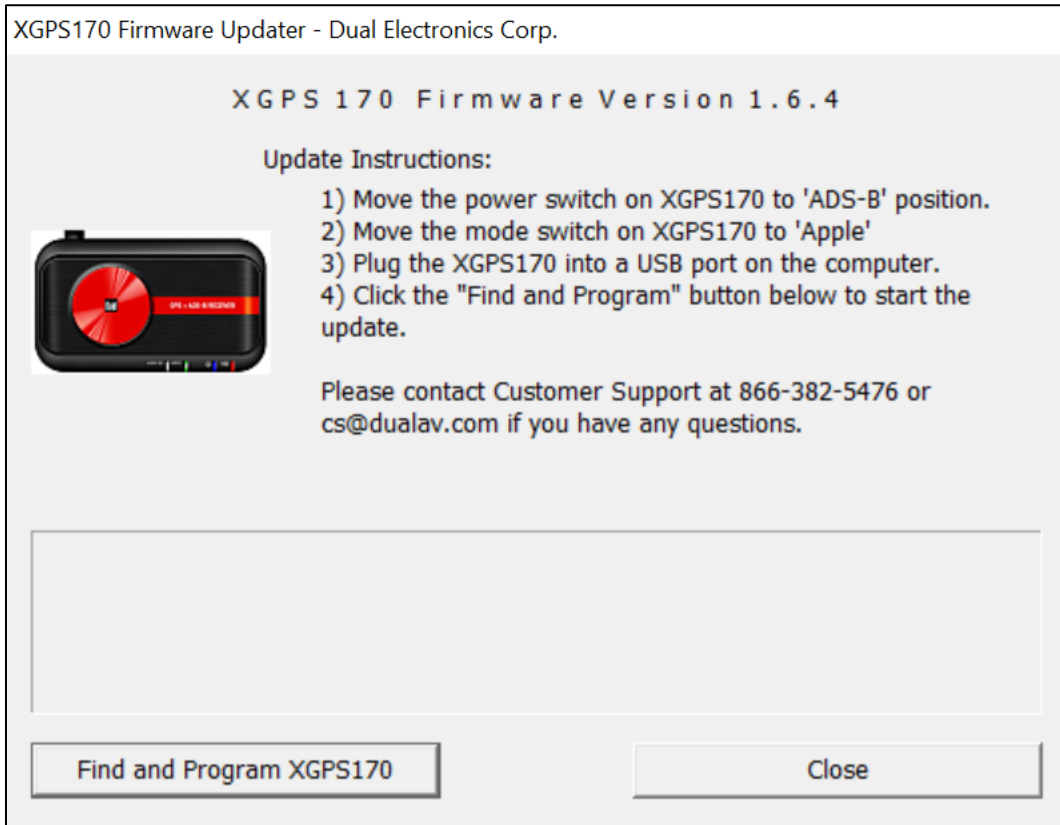 XGPS170 Firmware Updater - Dual Electronics Corp.
XGPS 170 Firmware Version 1.6.4
Update Instructions:
1) Move the power switch on XGPS170 to 'ADS-B' position.
2) Move the mode switch on XGPS170 to 'Apple'
3) Plug the XGPS170 into a USB port on the computer.
4) Click the "Find and Program" button below to start the
update.
GPS + ADS-B RECEIVER
Please contact Customer Support at 866-382-5476 or
cs@dualav.com if you have any questions.
Find and Program XGPS170
Close